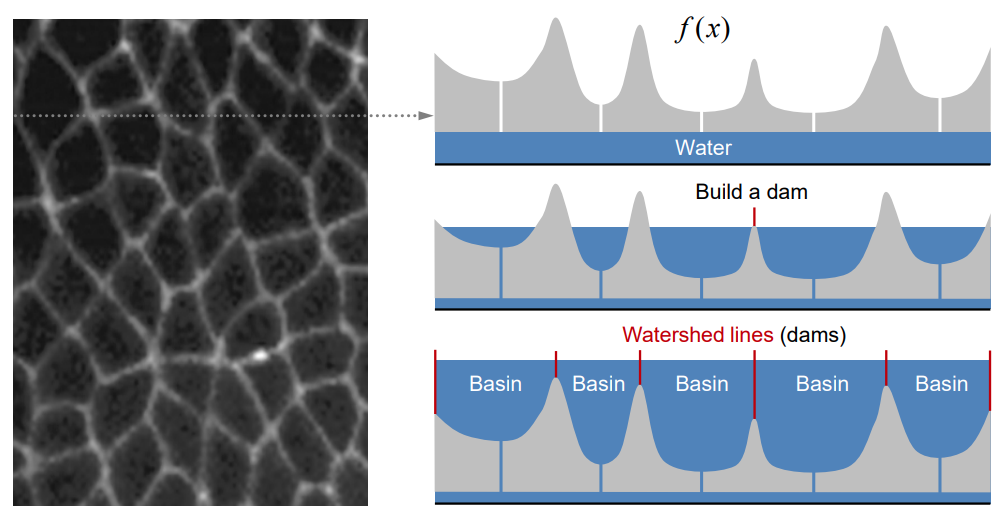 f(x)
Water
Build a dam
Watershed lines (dams)
Basin Basin Basin Basin Basin